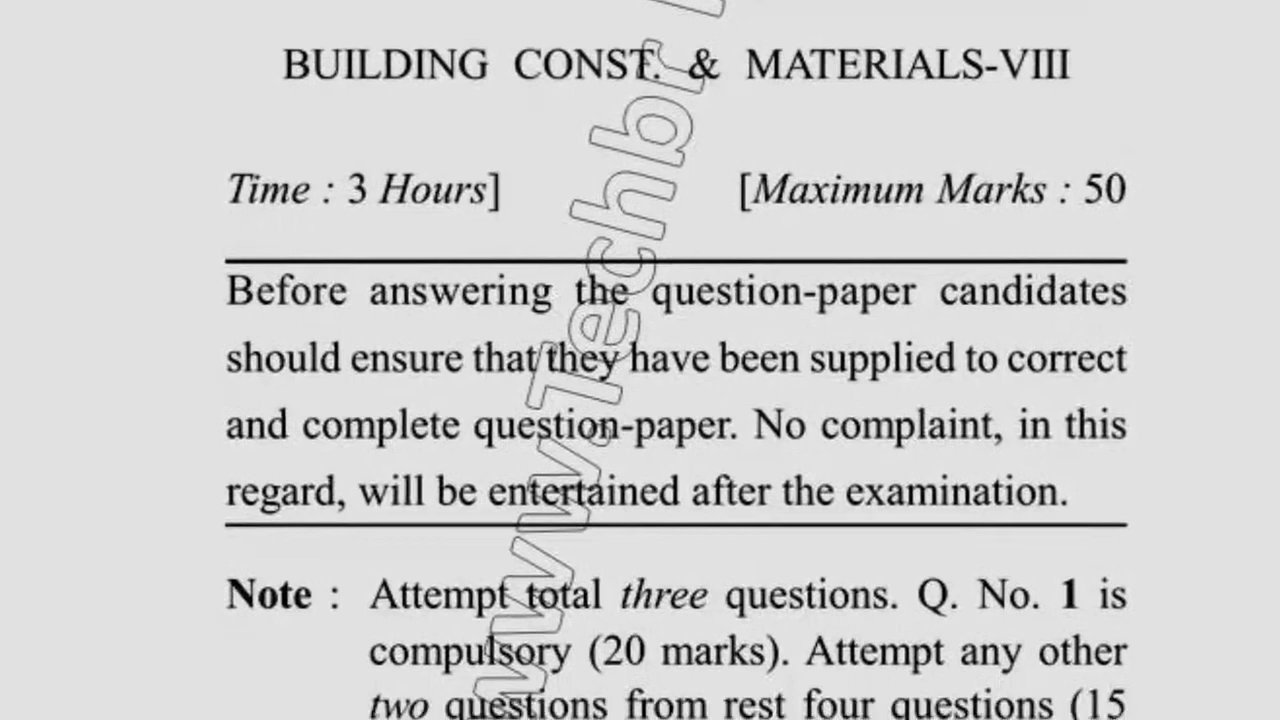 BUILDING CONST. & MATERIALS-VIII
Time : 3 Hours] [Maximum Marks : 50
Before answering the question-paper candidates
should ensure that they have been supplied to correct
and complete question-paper. No complaint, in this
regard, will be entertained after the examination.
Note : Attempt total three questions. Q. No. 1 is
compulsory (20 marks). Attempt any other
two questions from rest four questions (15
www.Techbr